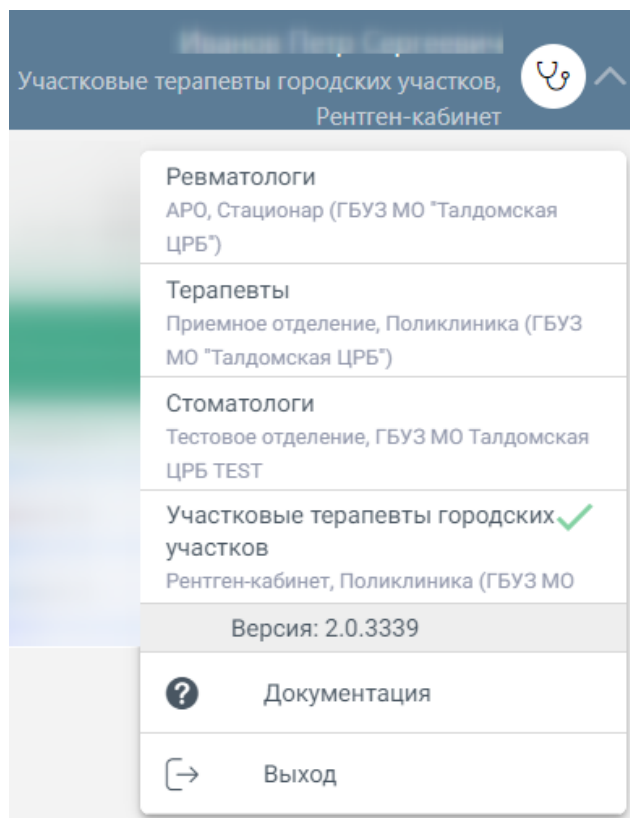 Участковые терапевты городских участков,
Рентген-кабинет
Ревматологи
АРО, Стационар (ГБУЗ МО "Талдомская
ЦРБ")
Терапевты
Приемное отделение, Поликлиника (ГБУЗ
МО "Талдомская ЦРБ")
Стоматологи
Тестовое отделение, ГБУЗ МО Талдомская
ЦРБ TEST
Участковые терапевты городских
участков
Рентген-кабинет, Поликлиника (ГБУЗ МО
Версия: 2.0.3339
Документация
Выход